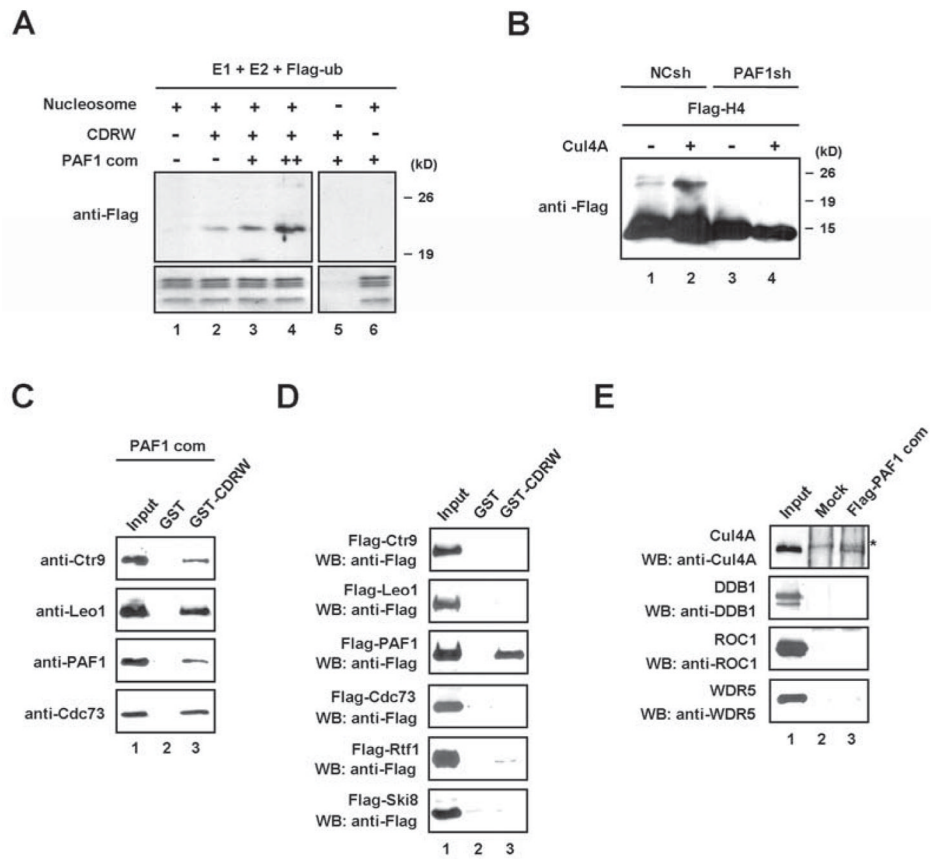 A
E1 + E2 + Flag-ub
Nucleosome + + + + - +
CDRW - + + + + -
PAF1 com - - + ++ + + (kD)
anti-Flag
– 26
– 19
1 2 3 4 5 6
B
NCsh PAF1sh
Flag-H4
Cul4A - + - + (kD)
anti -Flag
– 26
– 19
– 15
1 2 3 4
C
PAF1 com
Input GST GST-CDRW
anti-Ctr9
anti-Leo1
anti-PAF1
anti-Cdc73
1 2 3
D
Input GST GST-CDRW
Flag-Ctr9
WB: anti-Flag
Flag-Leo1
WB: anti-Flag
Flag-PAF1
WB: anti-Flag
Flag-Cdc73
WB: anti-Flag
Flag-Rtf1
WB: anti-Flag
Flag-Ski8
WB: anti-Flag
1 2 3
E
Input Mock Flag-PAF1 com
Cul4A
WB: anti-Cul4A *
DDB1
WB: anti-DDB1
ROC1
WB: anti-ROC1
WDR5
WB: anti-WDR5
1 2 3